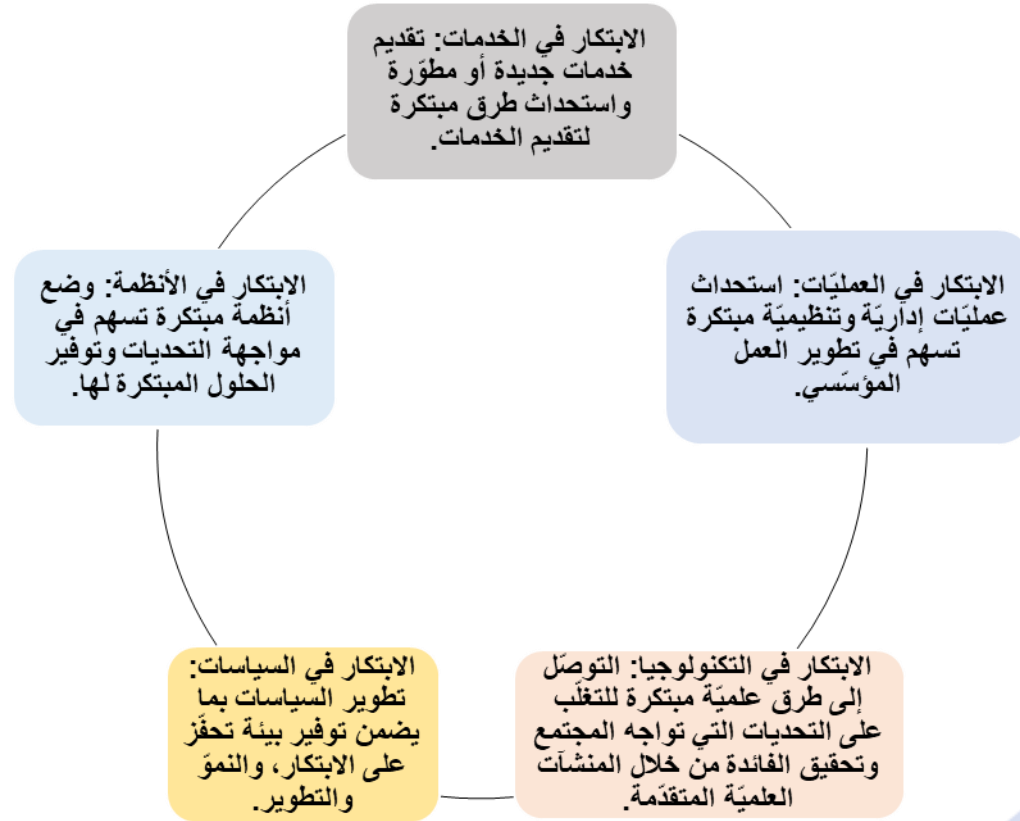 الابتكار في الخدمات: تقديم
خدمات جديدة أو مطوّرة
واستحداث طرق مبتكرة
لتقديم الخدمات.
الابتكار في العمليّات: استحداث
عمليّات إداريّة وتنظيميّة مبتكرة
تسهم في تطوير العمل
المؤسّسي.
الابتكار في التكنولوجيا: التوصّل
إلى طرق علميّة مبتكرة للتغلّب
على التحديات التي تواجه المجتمع
وتحقيق الفائدة من خلال المنشآت
العلميّة المتقدّمة.
الابتكار في السياسات:
تطوير السياسات بما
يضمن توفير بيئة تحفّز
على الابتكار، والنموّ
والتطوير.
الابتكار في الأنظمة: وضع
أنظمة مبتكرة تسهم في
مواجهة التحديات وتوفير
الحلول المبتكرة لها.